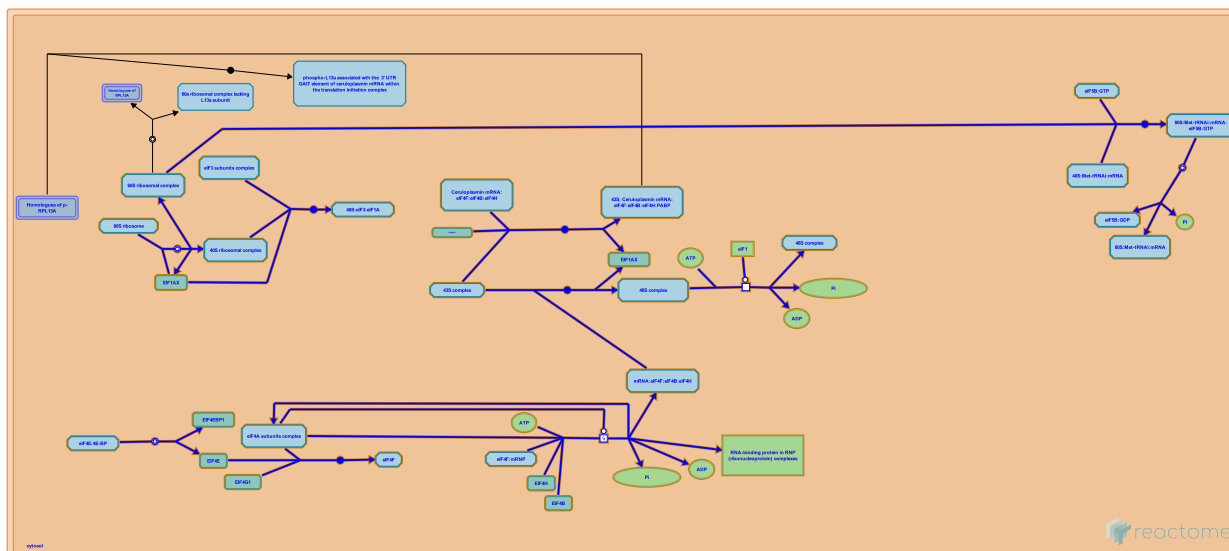 phospho-L13a associated wth the 3' UTR
GAIT element of ceruloplasmin mRNA within
the translation initiation complex
Homologues of
RPL13A
60s ribosomal complex lacking
L13a subunit
eIF5B:GTP
80S:Met-tRNAi:mRNA:
eIF5B:GTP
eIF3 subunits complex
60S ribosomal complex
40S:Met-tRNAi:mRNA
Homologues of p-
RPL13A
Ceruloplasmin mRNA:
eIF4F:eIF4B:eIF4H
43S: Ceruloplasmin mRNA:
eIF4F:eIF4B:eIF4H:PABP
40S:eIF3:eIF1A
80S ribosome
eIF5B:GDP
Pi
80S:Met-tRNAi:mRNA
40S ribosomal complex
EIF1AX
EIF1AX
ATP
eIF1
48S complex
43S complex
48S complex
Pi
ADP
mRNA:eIF4F:eIF4B:eIF4H
EIF4EBP1
eIF4E:4E-BP
eIF4A subunits complex
ATP
RNA-binding protein in RNP
(ribonucleoprotein) complexes
EIF4E
eIF4F
eIF4F:mRNP
ADP
EIF4G1
EIF4H
Pi
EIF4B
cytosol
reactome